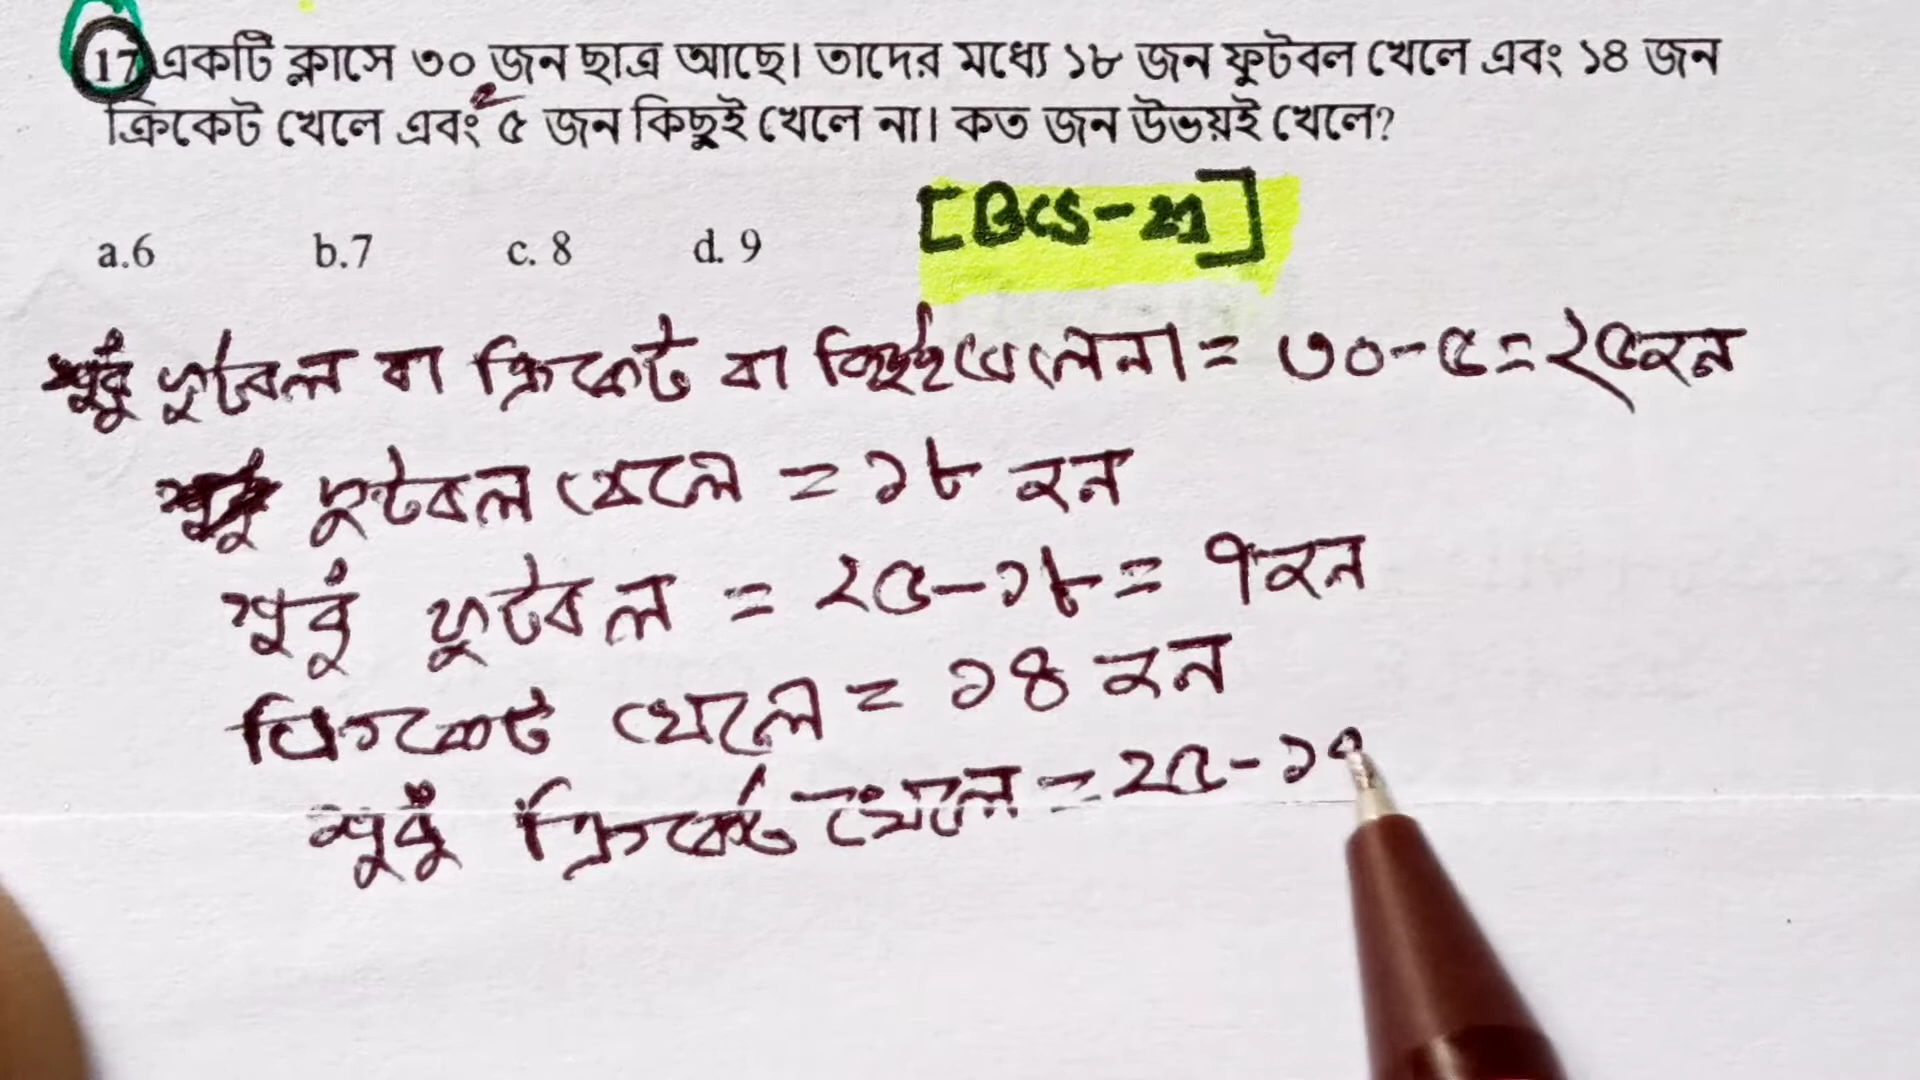 17 একটি ক্লাসে ৩০ জন ছাত্র আছে। তাদের মধ্যে ১৮ জন ফুটবল খেলে এবং ১৪ জন
ক্রিকেট খেলে এবং ৫ জন কিছুই খেলে না। কত জন উভয়ই খেলে?
a.6 b.7 c. 8 d. 9
[BCS-21]
শুধু ফুটবল বা ক্রিকেট বা কিছুই খেলেনা = ৩০-৫=২৫জন
ফুটবল খেলে = ১৮ জন
শুধু ফুটবল = ২৫-১৮= ৭জন
ক্রিকেট খেলে = ১৪ জন
শুধু ক্রিকেট খেলে = ২৫-১৪